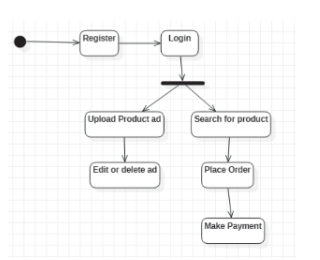 Register
Login
Upload Product ad
Search for product
Edit or delete ad
Place Order
Make Payment